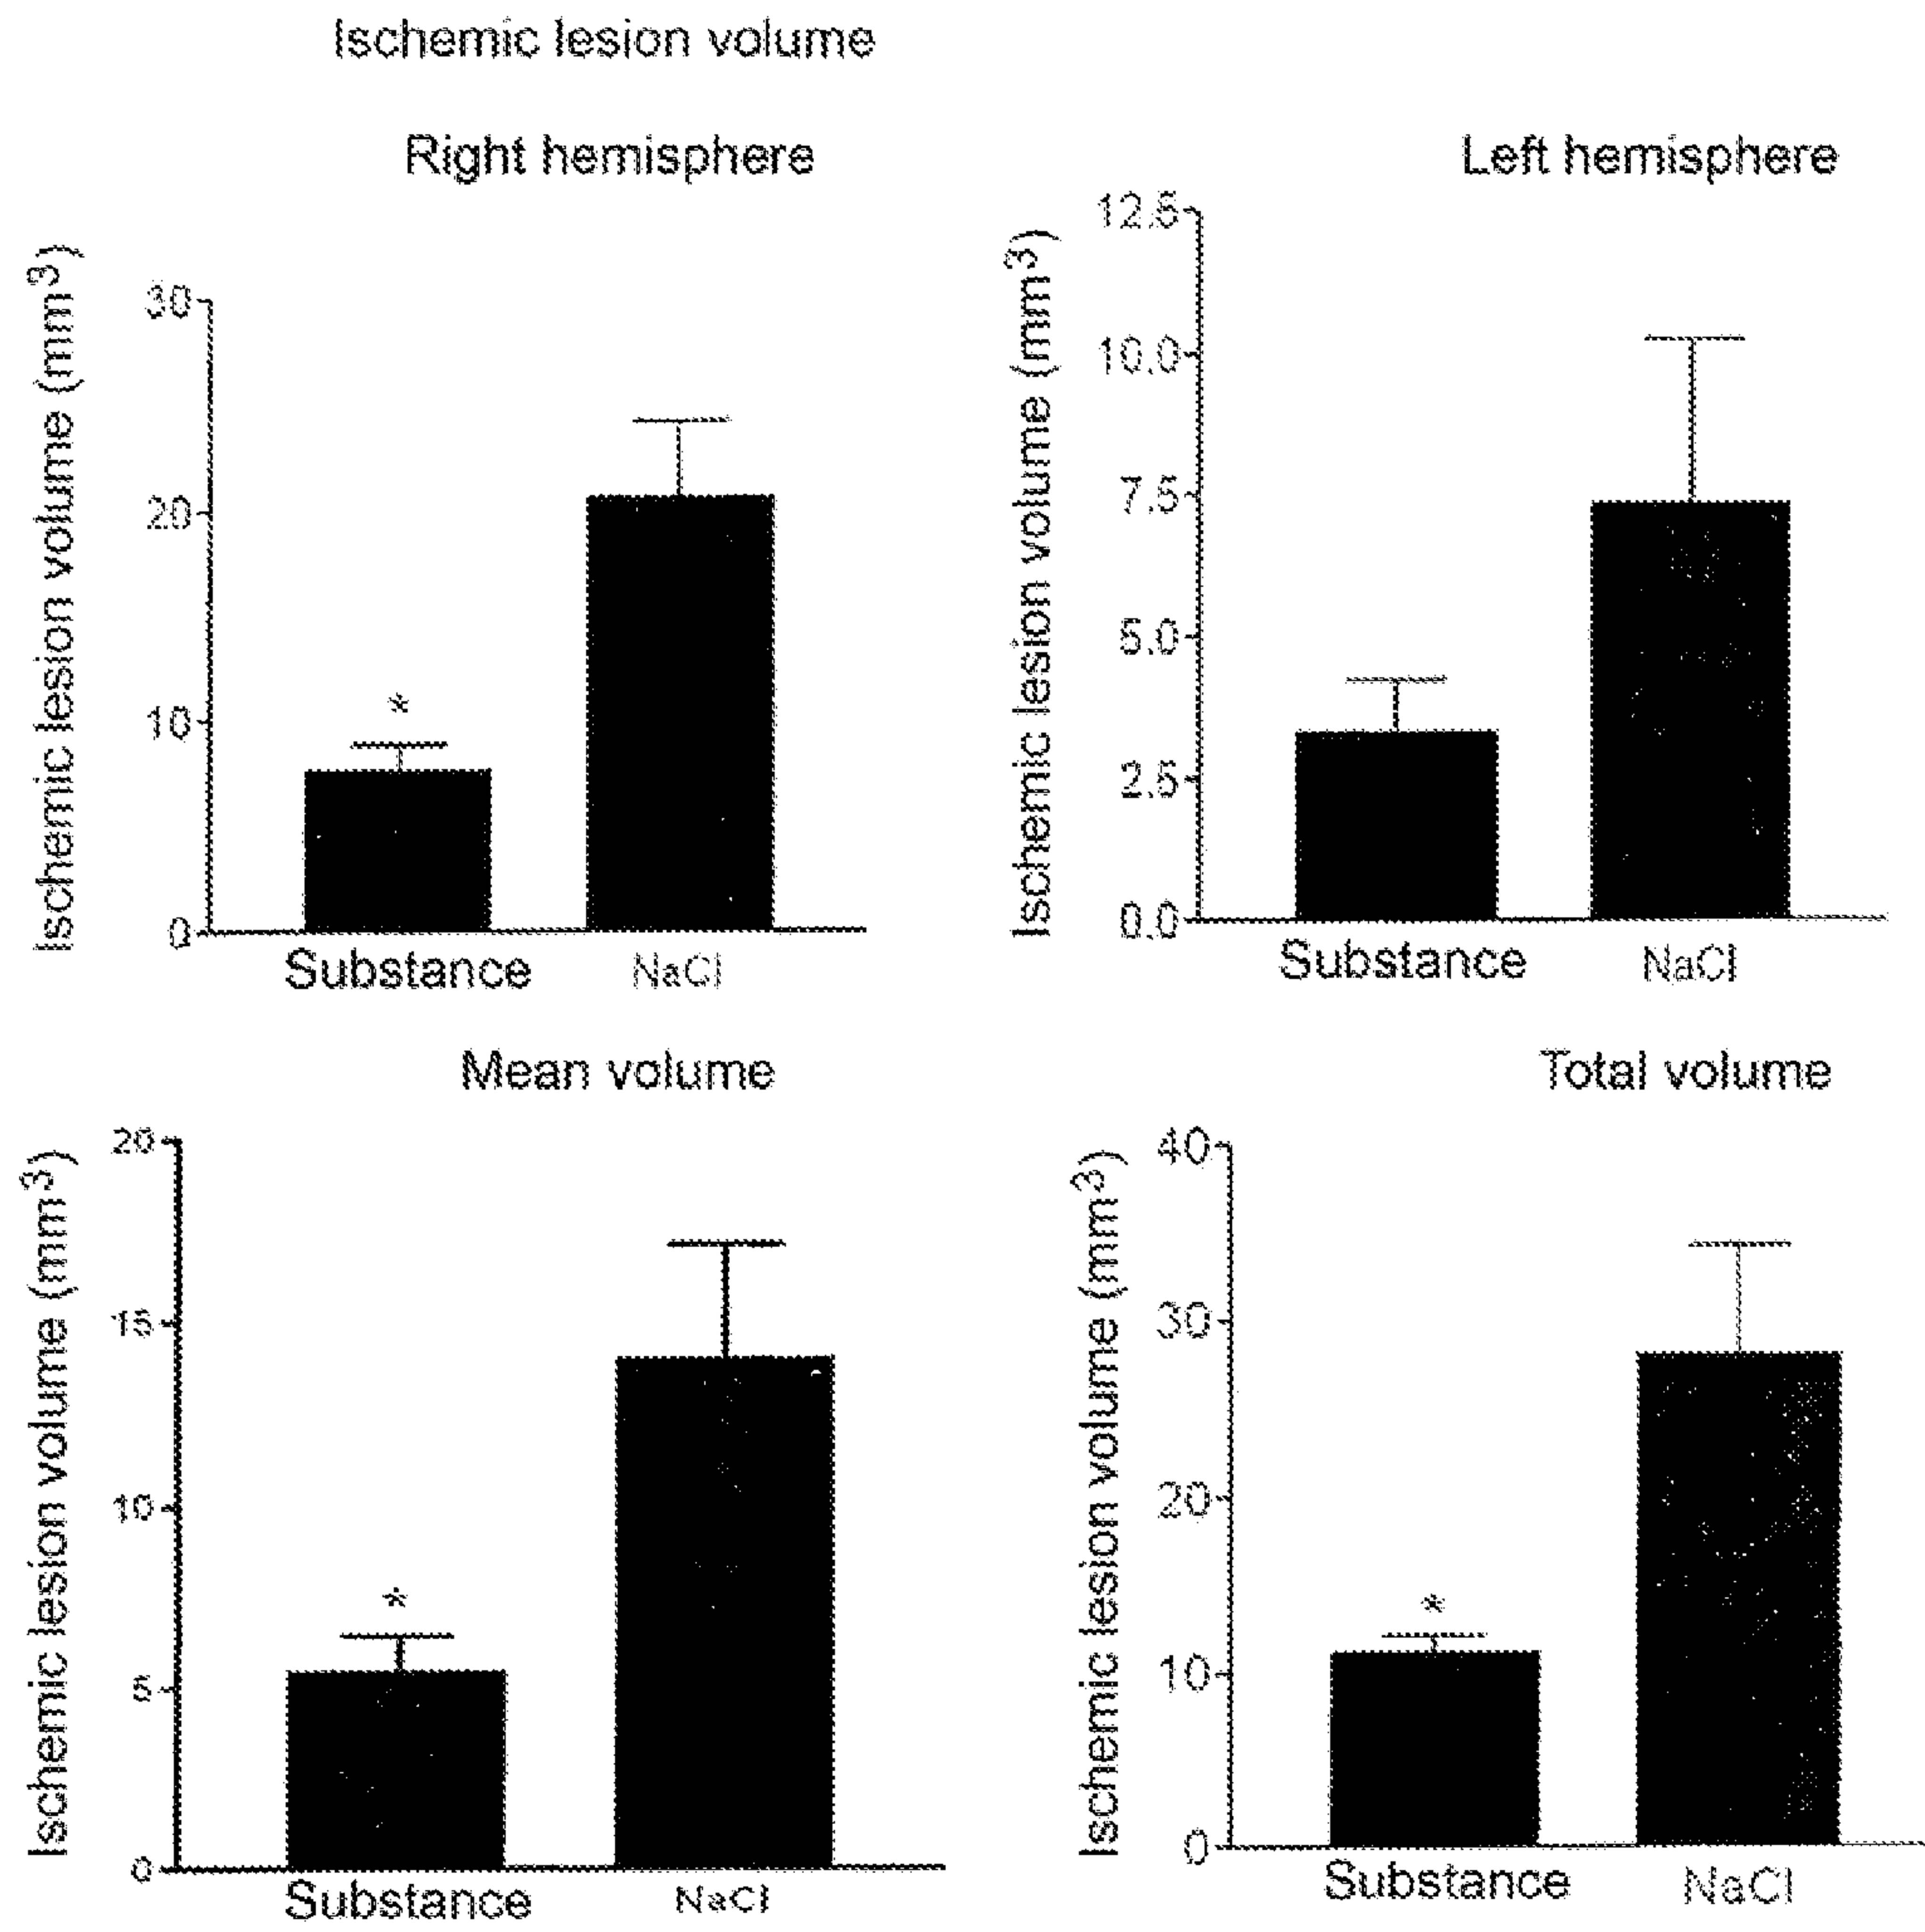 Ischemic lesion volume
Right hemisphere
Ischemic lesion volume (mm3)
30
20
10
0
*
Substance NaCl
Left hemisphere
Ischemic lesion volume (mm3)
12.5
10.0
7.5
5.0
2.5
0.0
Substance NaCl
Mean volume
Ischemic lesion volume (mm3)
20
15
10
5
0
*
Substance NaCl
Total volume
Ischemic lesion volume (mm3)
40
30
20
10
0
*
Substance NaCl